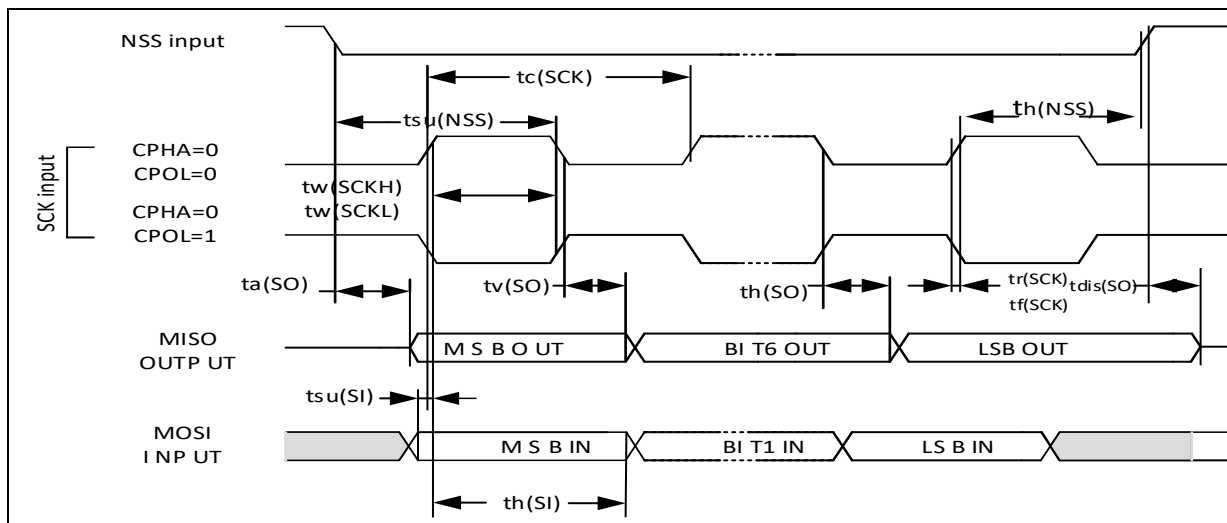 NSS input
tc(SCK)
tsu(NSS)
th(NSS)
SCK input
CPHA=0
CPOL=0
CPHA=0
CPOL=1
tw(SCKH)
tw(SCKL)
ta(SO)
tv(SO)
th(SO)
tr(SCK)
tf(SCK)
tdis(SO)
MISO
OUTP UT
M S B O UT
BI T6 OUT
LSB OUT
tsu(SI)
MOSI
I NP UT
M S B IN
BI T1 IN
LS B IN
th(SI)